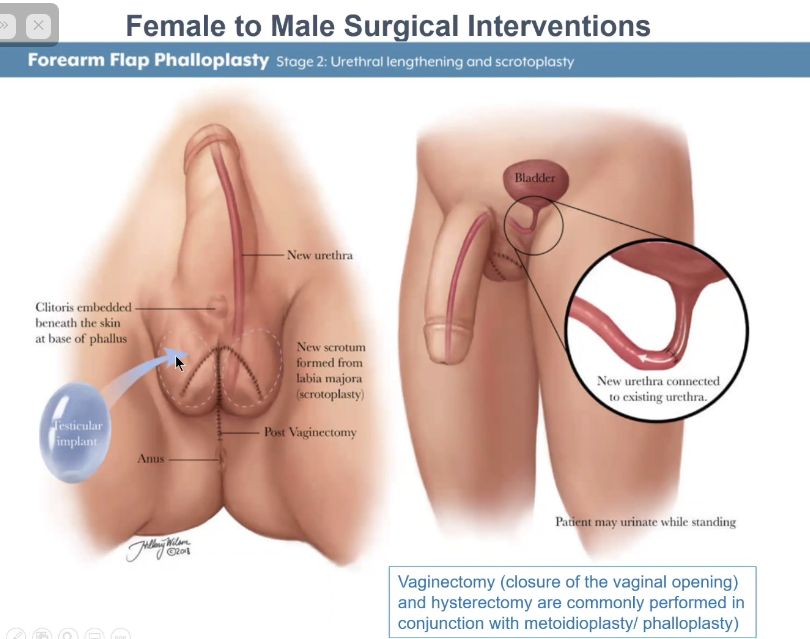 Female to Male Surgical Interventions
Forearm Flap Phalloplasty Stage 2: Urethral lengthening and scrotoplasty
Bladder
New urethra
Clitoris embedded
beneath the skin
at base of phallus
New scrotum
formed from
labia majora
(scrotoplasty)
Testicular
implant
Post Vaginectomy
Anus
New urethra connected
to existing urethra.
Patient may urinate while standing
Hillary Wilson
©2018
Vaginectomy (closure of the vaginal opening)
and hysterectomy are commonly performed in
conjunction with metoidioplasty/ phalloplasty)